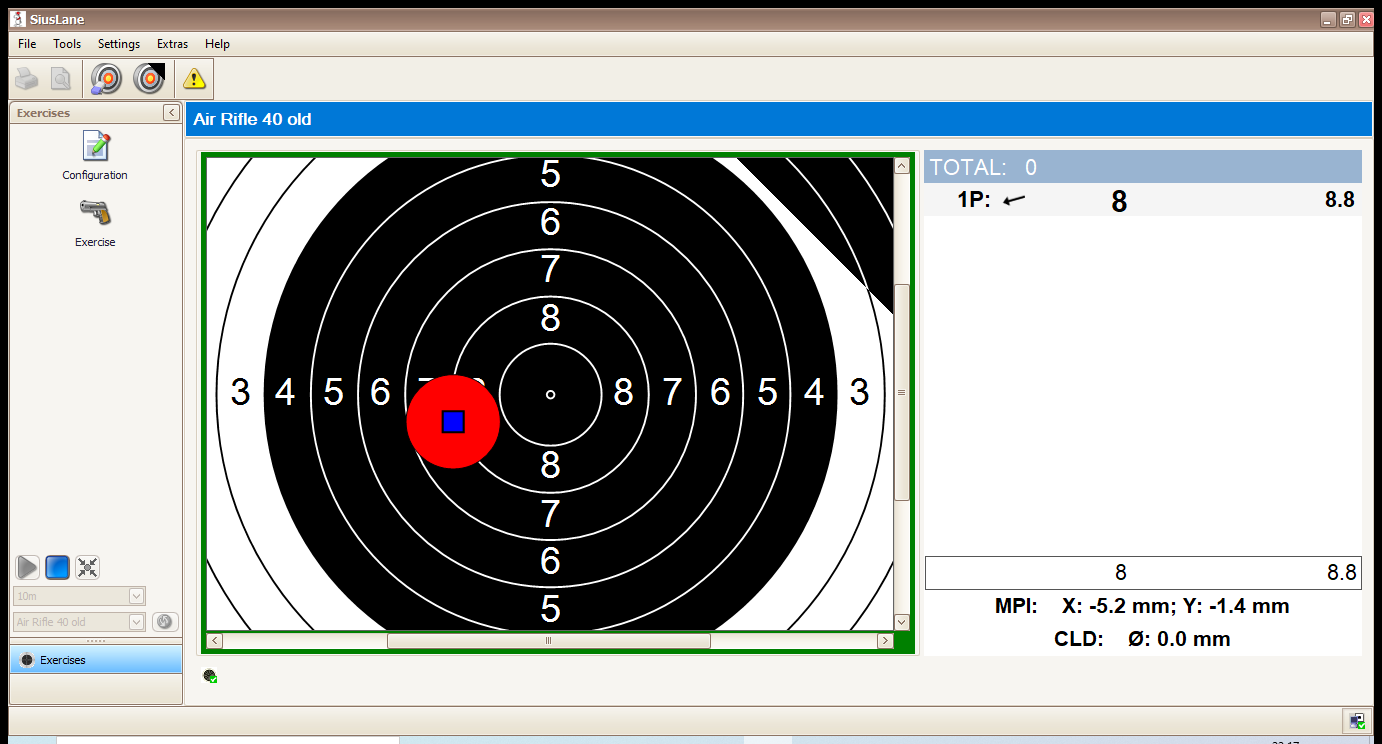 SiusLane
File Tools Settings Extras Help
Exercises
Configuration
Exercise
10m
Air Rifle 40 old
Exercises
Air Rifle 40 old
5
6
7
8
3 4 5 6 8 7 6 5 4 3
8
7
6
5
TOTAL: 0
1P: 8 8.8
8 8.8
MPI: X: -5.2 mm; Y: -1.4 mm
CLD: Ø: 0.0 mm